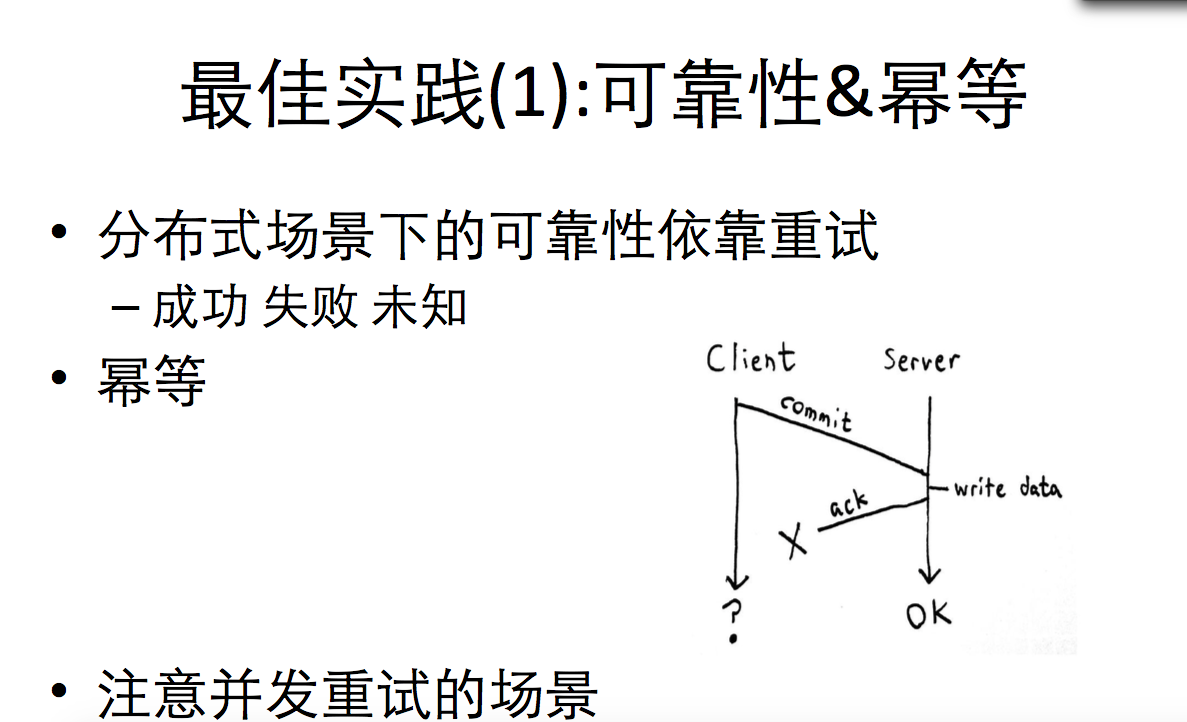 最佳实践(1):可靠性&幂等
• 分布式场景下的可靠性依靠重试
– 成功 失败 未知
• 幂等
Client
Server
commit
write data
ack
X
?
OK
• 注意并发重试的场景